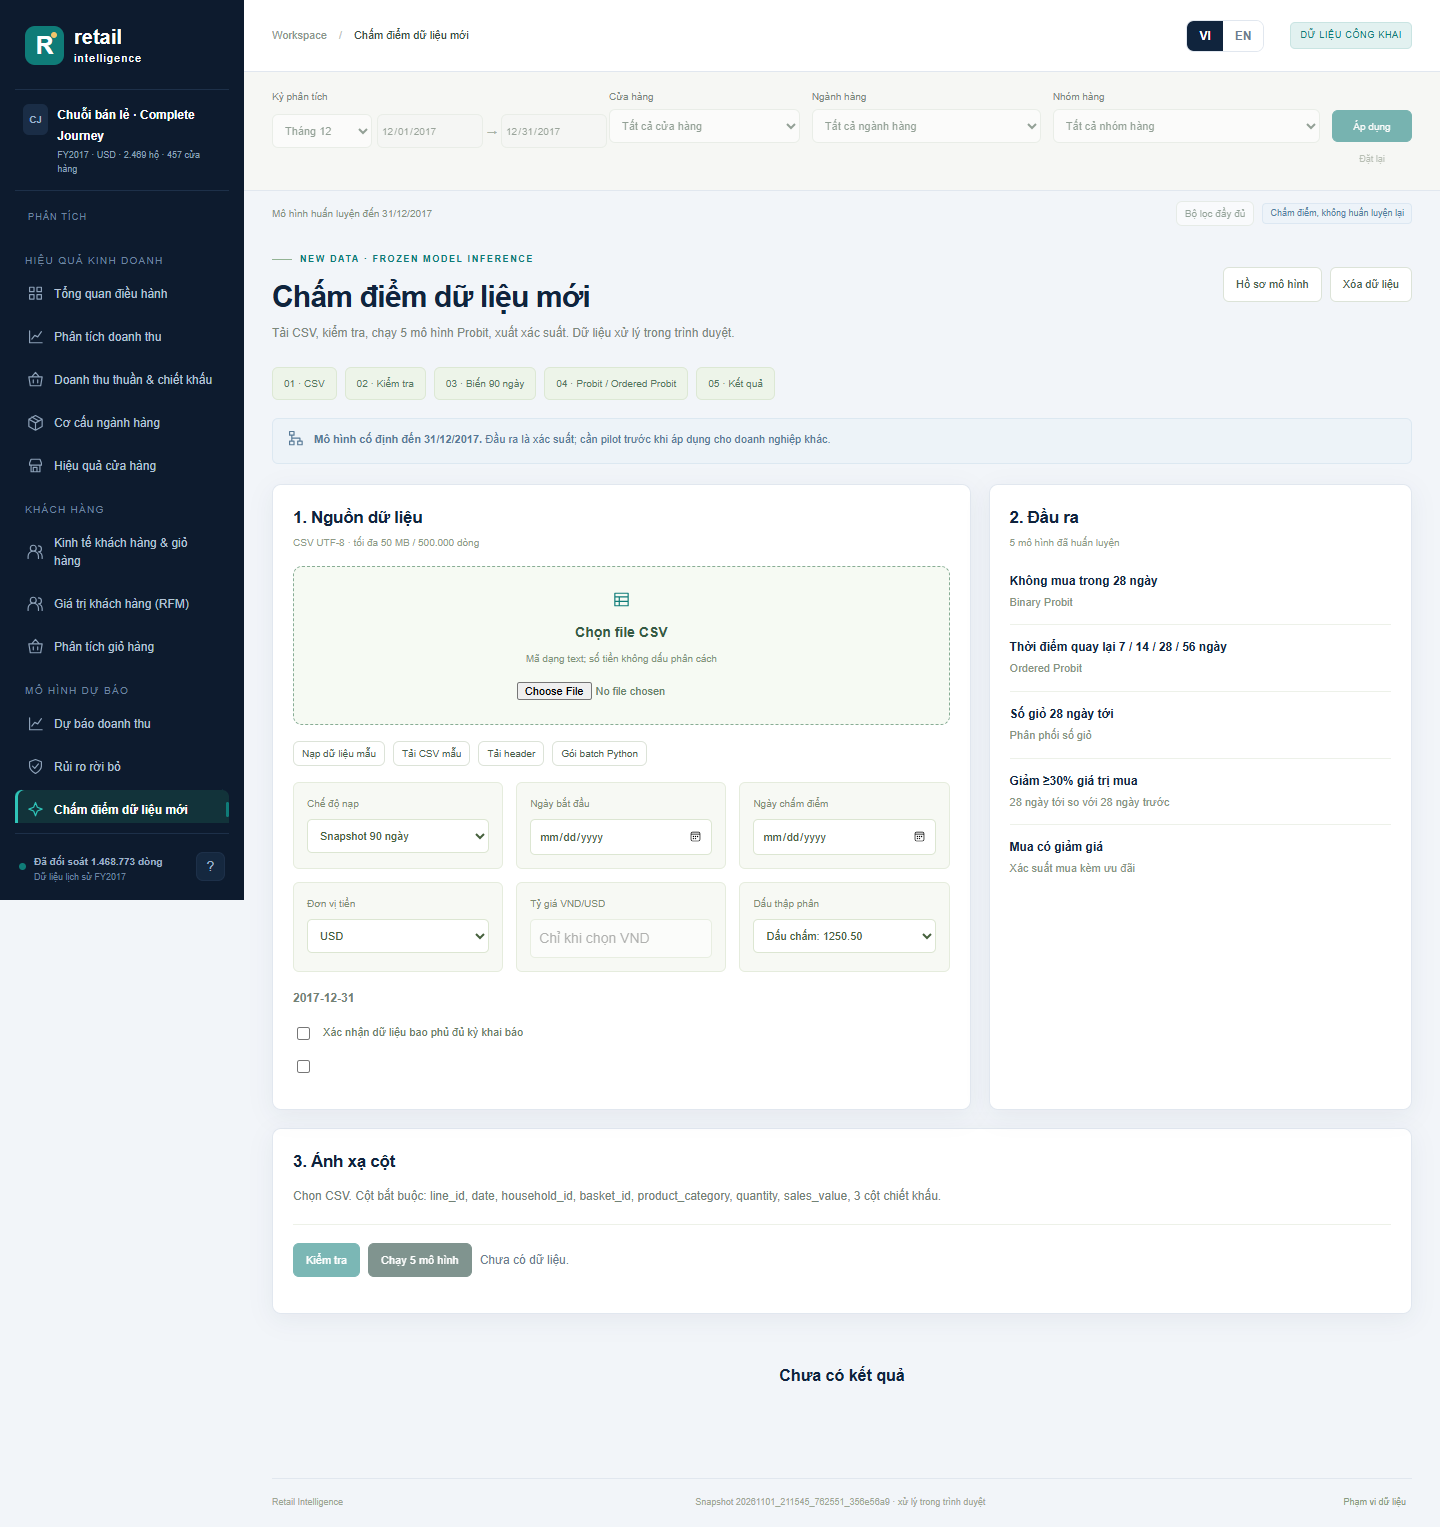 retail
intelligence
CJ
Chuỗi bán lẻ · Complete
Journey
FY2017 · USD · 2.469 hộ · 457 cửa
hàng
PHÂN TÍCH
HIỆU QUẢ KINH DOANH
Tổng quan điều hành
Phân tích doanh thu
Doanh thu thuần & chiết khấu
Cơ cấu ngành hàng
Hiệu quả cửa hàng
KHÁCH HÀNG
Kinh tế khách hàng & giỏ
hàng
Giá trị khách hàng (RFM)
Phân tích giỏ hàng
MÔ HÌNH DỰ BÁO
Dự báo doanh thu
Rủi ro rời bỏ
Chấm điểm dữ liệu mới
Đã đối soát 1.468.773 dòng
Dữ liệu lịch sử FY2017
?
Workspace / Chấm điểm dữ liệu mới
VI EN
DỮ LIỆU CÔNG KHAI
Kỳ phân tích
Cửa hàng
Ngành hàng
Nhóm hàng
Tháng 12
12/01/2017 → 12/31/2017
Tất cả cửa hàng
Tất cả ngành hàng
Tất cả nhóm hàng
Áp dụng
Đặt lại
Mô hình huấn luyện đến 31/12/2017
Bộ lọc đầy đủ
Chấm điểm, không huấn luyện lại
NEW DATA · FROZEN MODEL INFERENCE
Chấm điểm dữ liệu mới
Tải CSV, kiểm tra, chạy 5 mô hình Probit, xuất xác suất. Dữ liệu xử lý trong trình duyệt.
Hồ sơ mô hình
Xóa dữ liệu
01 · CSV
02 · Kiểm tra
03 · Biến 90 ngày
04 · Probit / Ordered Probit
05 · Kết quả
Mô hình cố định đến 31/12/2017. Đầu ra là xác suất; cần pilot trước khi áp dụng cho doanh nghiệp khác.
1. Nguồn dữ liệu
CSV UTF-8 · tối đa 50 MB / 500.000 dòng
Chọn file CSV
Mã dạng text; số tiền không dấu phân cách
Choose File No file chosen
Nạp dữ liệu mẫu
Tải CSV mẫu
Tải header
Gói batch Python
Chế độ nạp
Snapshot 90 ngày
Ngày bắt đầu
mm/dd/yyyy
Ngày chấm điểm
mm/dd/yyyy
Đơn vị tiền
USD
Tỷ giá VND/USD
Chỉ khi chọn VND
Dấu thập phân
Dấu chấm: 1250.50
2017-12-31
Xác nhận dữ liệu bao phủ đủ kỳ khai báo
2. Đầu ra
5 mô hình đã huấn luyện
Không mua trong 28 ngày
Binary Probit
Thời điểm quay lại 7 / 14 / 28 / 56 ngày
Ordered Probit
Số giỏ 28 ngày tới
Phân phối số giỏ
Giảm ≥30% giá trị mua
28 ngày tới so với 28 ngày trước
Mua có giảm giá
Xác suất mua kèm ưu đãi
3. Ánh xạ cột
Chọn CSV. Cột bắt buộc: line_id, date, household_id, basket_id, product_category, quantity, sales_value, 3 cột chiết khấu.
Kiểm tra
Chạy 5 mô hình
Chưa có dữ liệu.
Chưa có kết quả
Retail Intelligence
Snapshot 20261101_211545_762551_356e56a9 · xử lý trong trình duyệt
Phạm vi dữ liệu